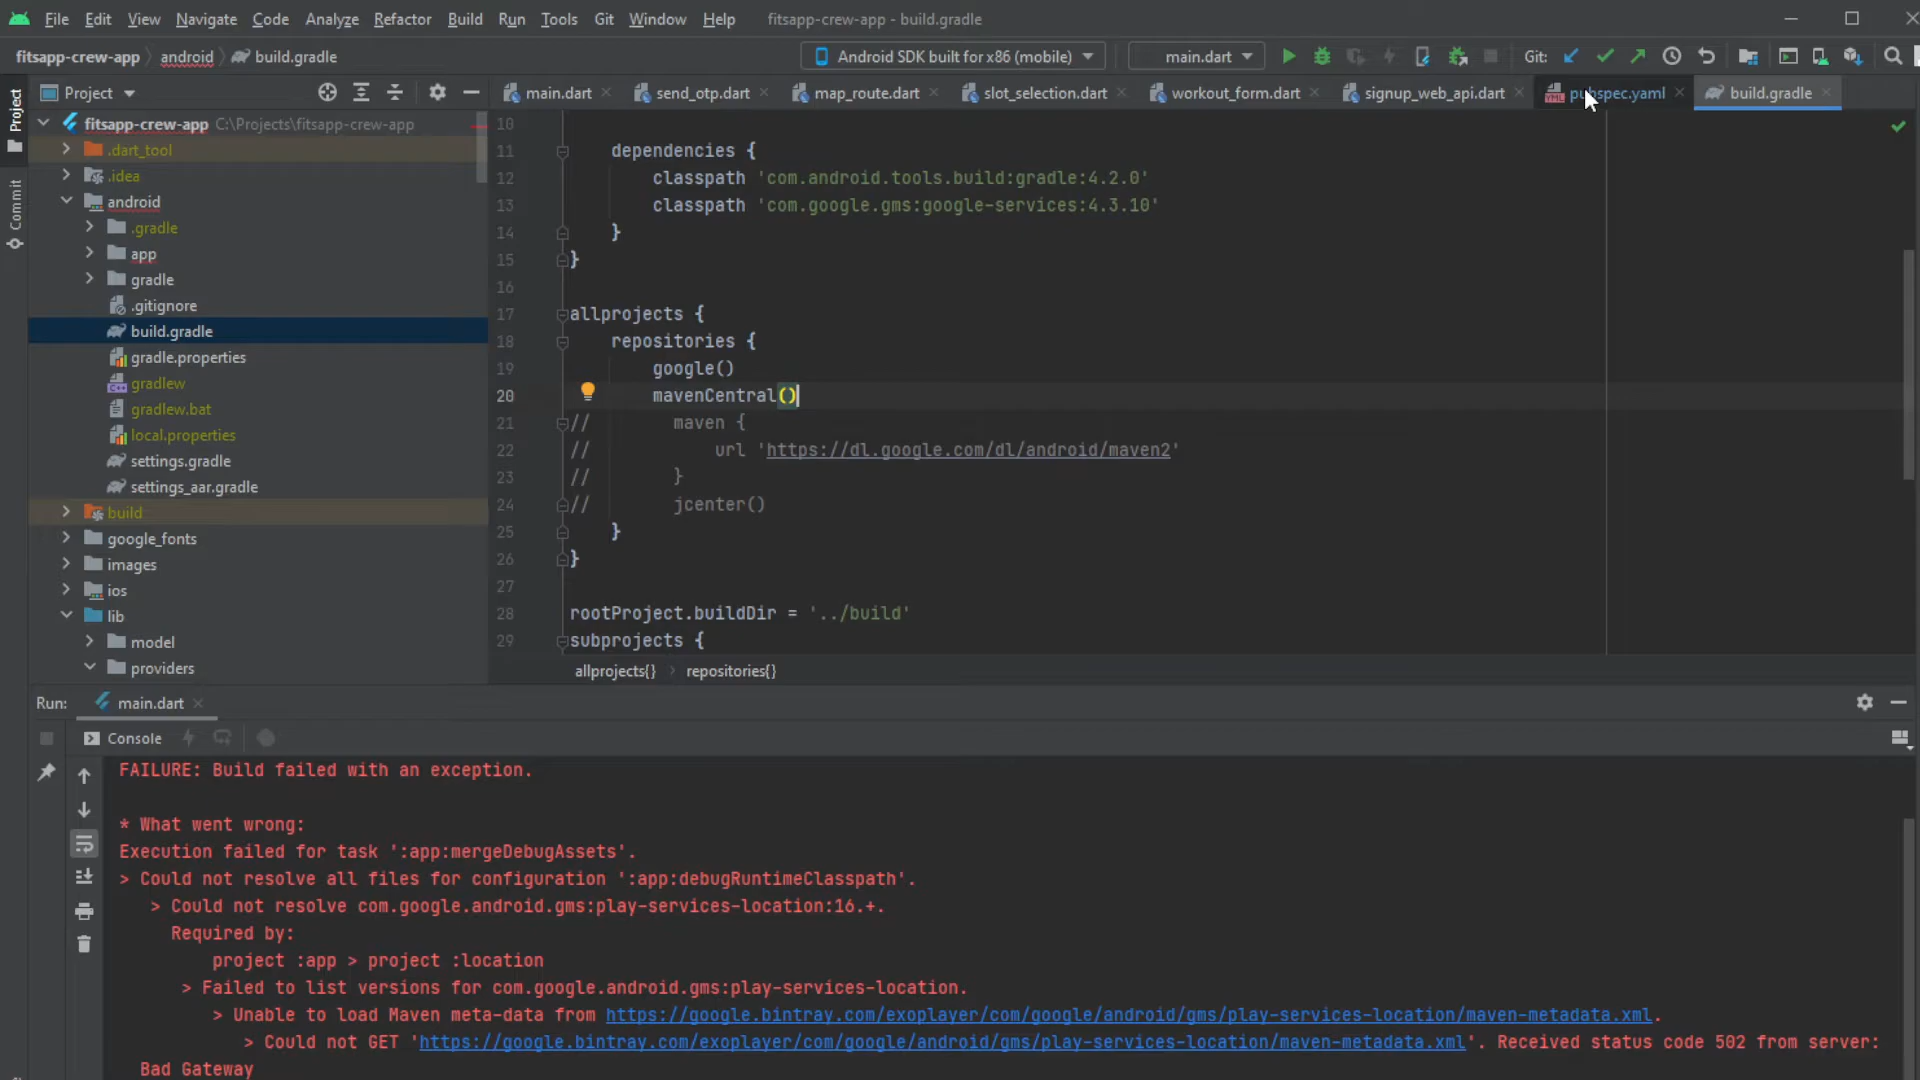 File Edit View Navigate Code Analyze Refactor Build Run Tools Git Window Help fitsapp-crew-app - build.gradle
fitsapp-crew-app android build.gradle Android SDK built for x86 (mobile) main.dart Git:
Project main.dart send_otp.dart map_route.dart slot_selection.dart workout_form.dart signup_web_api.dart pubspec.yaml build.gradle
Project
Commit
fitsapp-crew-app C:\Projects\fitsapp-crew-app
.dart_tool
.idea
android
.gradle
app
gradle
.gitignore
build.gradle
gradle.properties
gradlew
gradlew.bat
local.properties
settings.gradle
settings_aar.gradle
build
google_fonts
images
ios
lib
model
providers
10
11 dependencies {
12 classpath 'com.android.tools.build:gradle:4.2.0'
13 classpath 'com.google.gms:google-services:4.3.10'
14 }
15 }
16
17 allprojects {
18 repositories {
19 google()
20 mavenCentral()
21 // maven {
22 // url 'https://dl.google.com/dl/android/maven2'
23 // }
24 // jcenter()
25 }
26 }
27
28 rootProject.buildDir = '../build'
29 subprojects {
allprojects{} repositories{}
Run: main.dart
Console
FAILURE: Build failed with an exception.
* What went wrong:
Execution failed for task ':app:mergeDebugAssets'.
> Could not resolve all files for configuration ':app:debugRuntimeClasspath'.
> Could not resolve com.google.android.gms:play-services-location:16.+.
Required by:
project :app > project :location
> Failed to list versions for com.google.android.gms:play-services-location.
> Unable to load Maven meta-data from https://google.bintray.com/exoplayer/com/google/android/gms/play-services-location/maven-metadata.xml.
> Could not GET 'https://google.bintray.com/exoplayer/com/google/android/gms/play-services-location/maven-metadata.xml'. Received status code 502 from server:
Bad Gateway